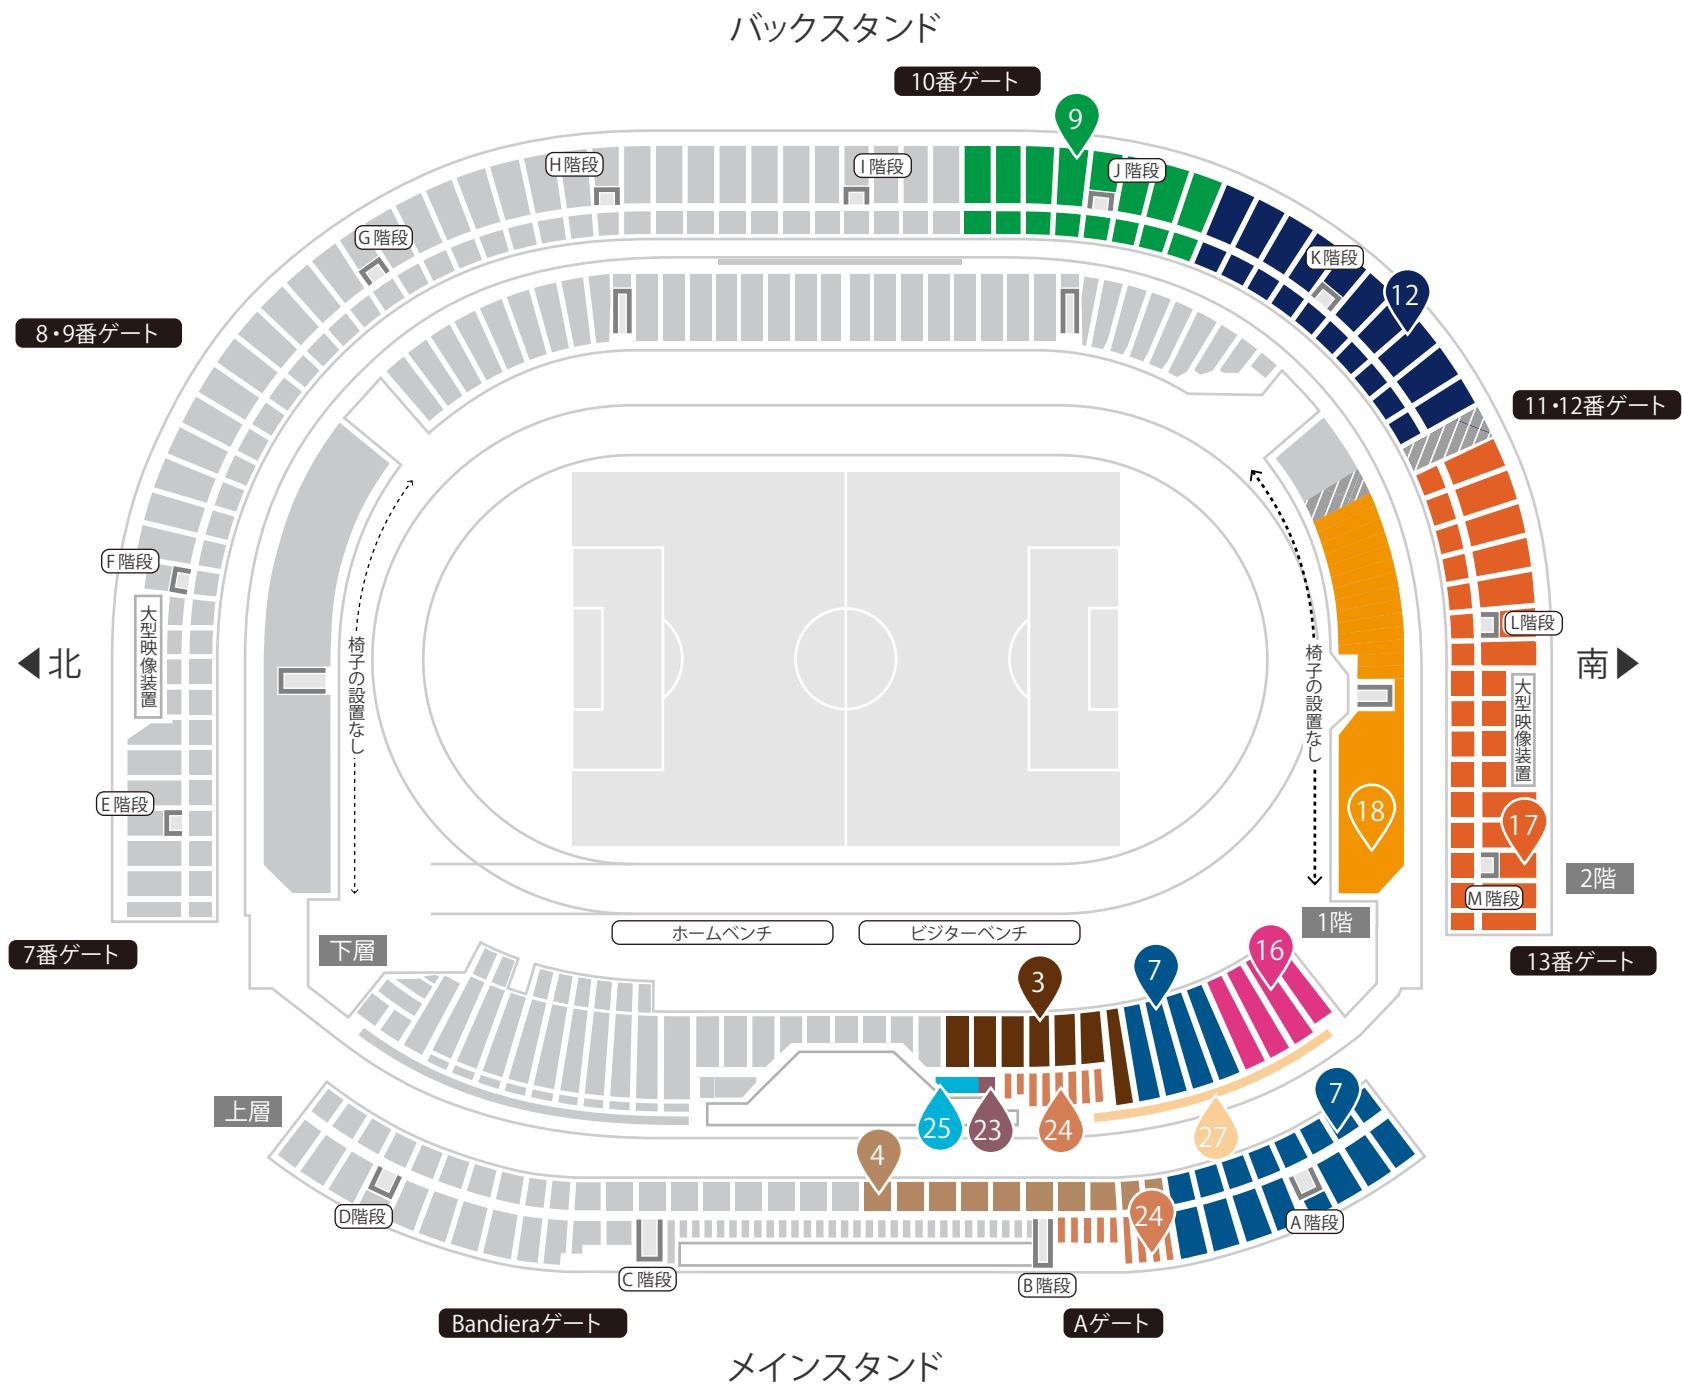 バックスタンド
10番ゲート
9
H階段
I階段
J階段
G階段
K階段
12
8・9番ゲート
11・12番ゲート
F階段
大型映像装置
椅子の設置なし
椅子の設置なし
L階段
◀北
南▶
大型映像装置
E階段
18
17
2階
M階段
1階
ホームベンチ
ビジターベンチ
下層
7番ゲート
13番ゲート
16
7
3
上層
7
25
23
24
27
4
D階段
24
A階段
C階段
B階段
Bandieraゲート
Aゲート
メインスタンド